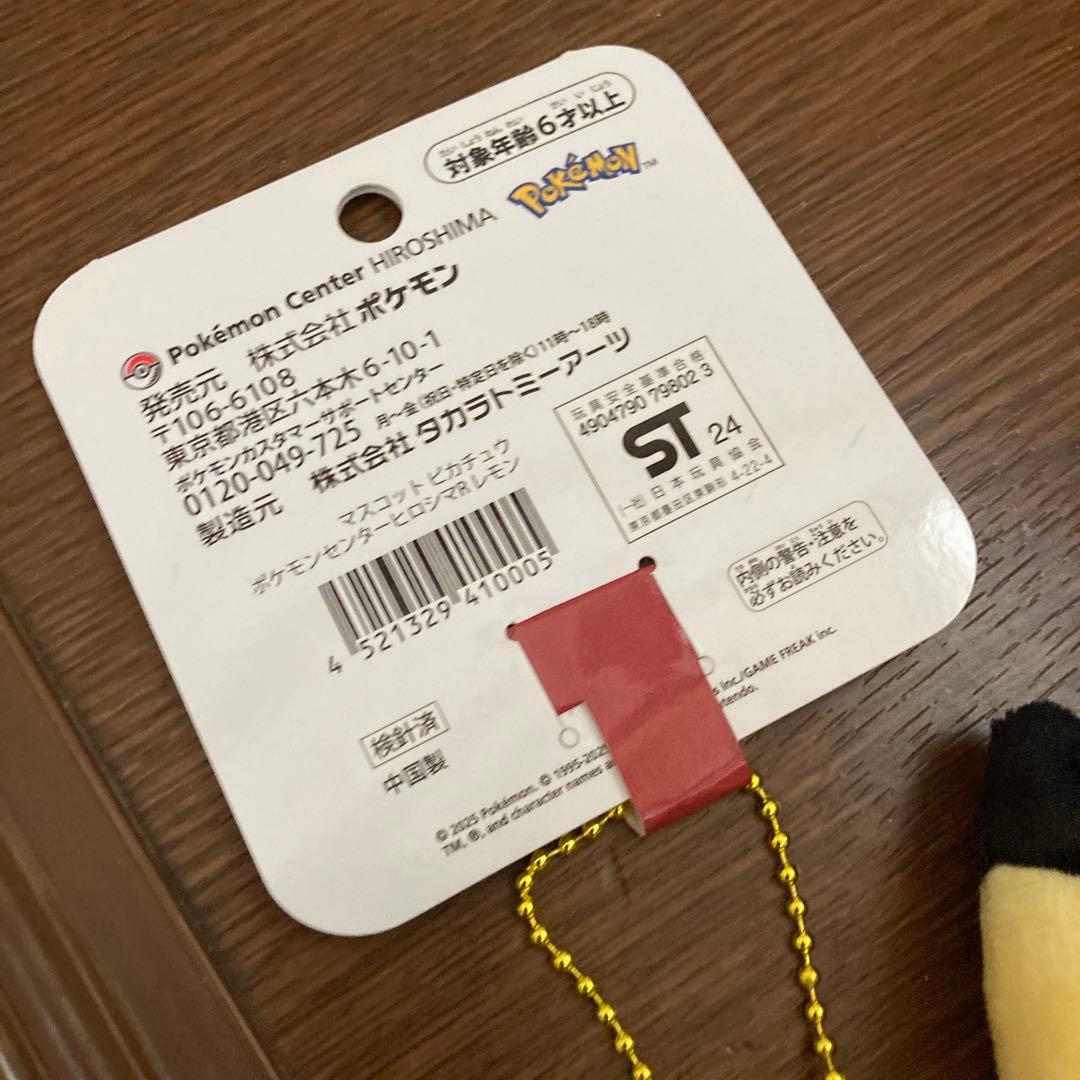 たいしょうねんれい さいいじょう
対象年齢6才以上
POKéMON™
Pokémon Center HIROSHIMA
発売元 株式会社 ポケモン
〒106-6108
東京都港区六本木6-10-1
ポケモンカスタマーサポートセンター
0120-049-725 月~金(祝日・特定日を除く)11時~18時
製造元 株式会社 タカラトミーアーツ
マスコット ピカチュウ
ポケモンセンターヒロシマR レモン
4 521329 410005
玩具安全基準合格
4904790 79802 3
ST 24
(一社)日本玩具協会
東京都墨田区東駒形 4-22-4
内側の警告・注意を
必ずお読みください。
検針済
中国製
© 2025 Pokémon. © 1995-2025 s inc./GAME FREAK inc.
TM, ®, and character names a ntendo.